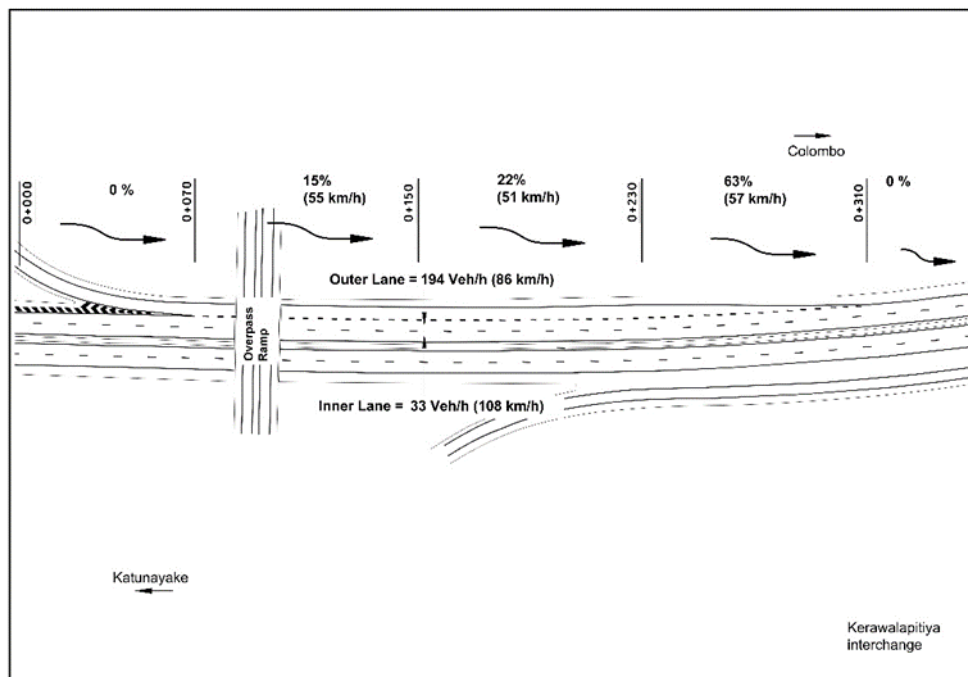 Colombo
0+000
0 %
0+070
15%
(55 km/h)
0+150
22%
(51 km/h)
0+230
63%
(57 km/h)
0+310
0 %
Outer Lane = 194 Veh/h (86 km/h)
Overpass
Ramp
Inner Lane = 33 Veh/h (108 km/h)
Katunayake
Kerawalapitiya
interchange